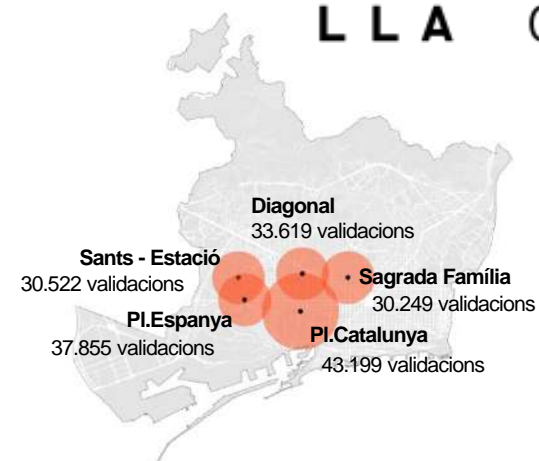 LLA
Diagonal
33.619 validacions
Sants - Estació
30.522 validacions
Sagrada Família
30.249 validacions
Pl.Espanya
37.855 validacions
Pl.Catalunya
43.199 validacions